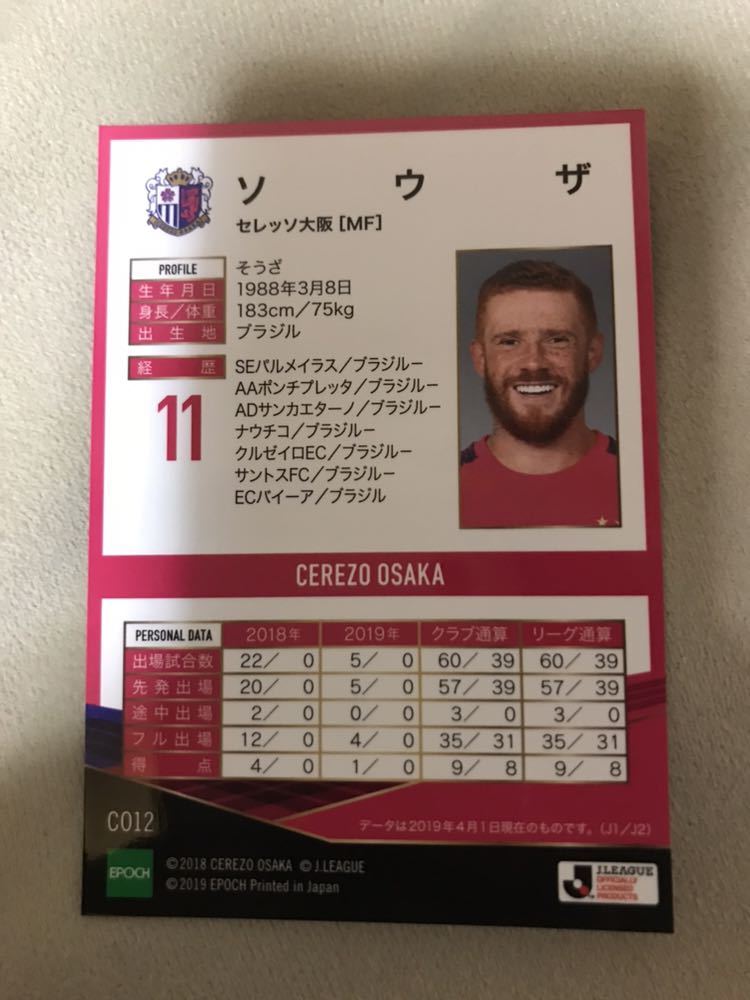 ソウザ
セレッソ大阪 [MF]
PROFILE そうざ
生年月日 1988年3月8日
身長/体重 183cm/75kg
出生地 ブラジル
経歴 SEパルメイラス/ブラジルー
AAポンチプレッタ/ブラジルー
ADサンカエターノ/ブラジルー
ナウチコ/ブラジルー
クルゼイロEC/ブラジルー
サントスFC/ブラジルー
ECバイーア/ブラジル
11
CEREZO OSAKA
PERSONAL DATA 2018年 2019年 クラブ通算 リーグ通算
出場試合数 22/ 0 5/ 0 60/ 39 60/ 39
先発出場 20/ 0 5/ 0 57/ 39 57/ 39
途中出場 2/ 0 0/ 0 3/ 0 3/ 0
フル出場 12/ 0 4/ 0 35/ 31 35/ 31
得点 4/ 0 1/ 0 9/ 8 9/ 8
CO12
データは2019年4月1日現在のものです。(J1/J2)
EPOCH
©2018 CEREZO OSAKA © J.LEAGUE
©2019 EPOCH Printed in Japan
J.LEAGUE
OFFICIALLY
LICENSED
PRODUCTS